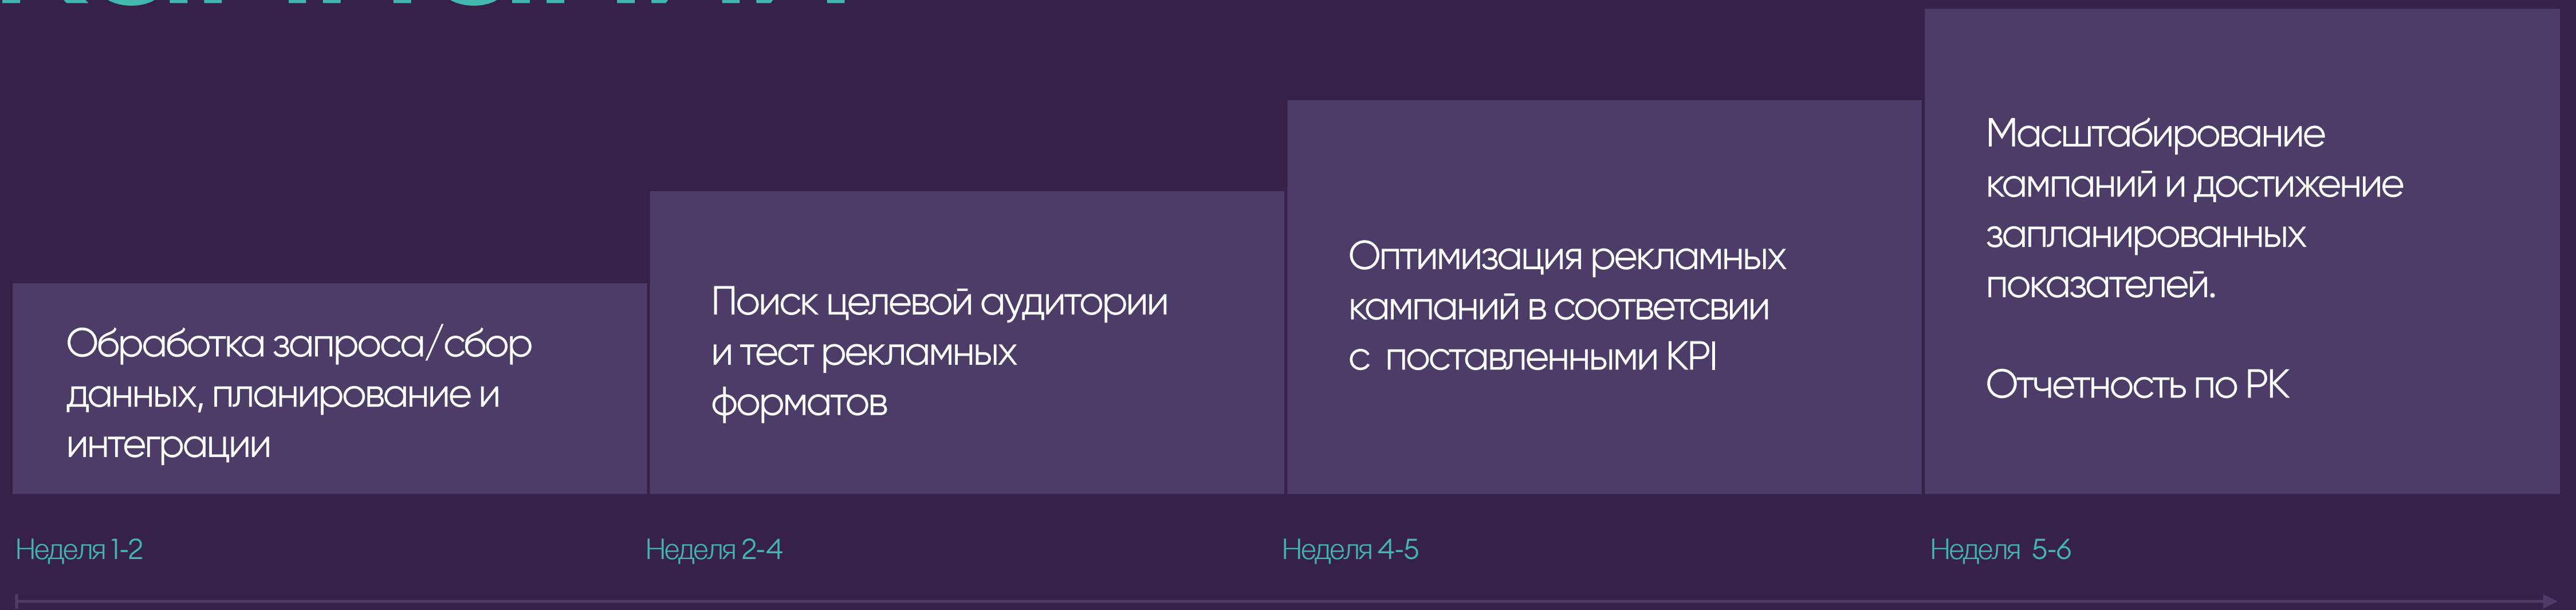 Обработка запроса/сбор
данных, планирование и
интеграции
Поиск целевой аудитории
и тест рекламных
форматов
Оптимизация рекламных
кампаний в соответсвии
с поставленными KPI
Масштабирование
кампаний и достижение
запланированных
показателей.
Отчетность по РК
Неделя 1-2
Неделя 2-4
Неделя 4-5
Неделя 5-6